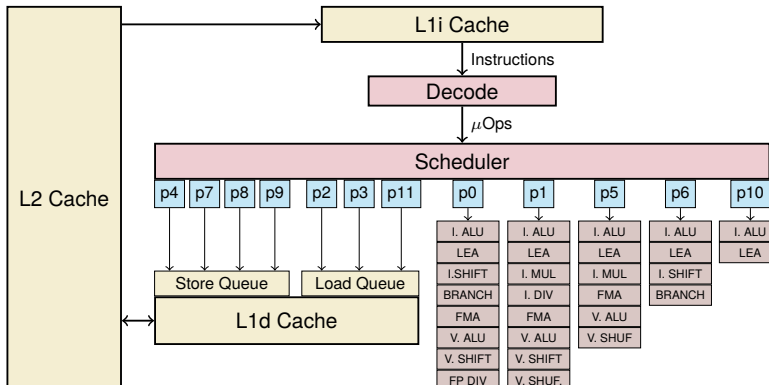 L1i Cache
Instructions
Decode
μOps
Scheduler
L2 Cache
p4 p7 p8 p9 p2 p3 p11 p0 p1 p5 p6 p10
Store Queue Load Queue
L1d Cache
I. ALU
LEA
I.SHIFT
BRANCH
FMA
V. ALU
V. SHIFT
FP DIV
I. ALU
LEA
I. MUL
I. DIV
FMA
V. ALU
V. SHIFT
V. SHUF.
I. ALU
LEA
I. MUL
FMA
V. ALU
V. SHUF
I. ALU
LEA
I. SHIFT
BRANCH
I. ALU
LEA